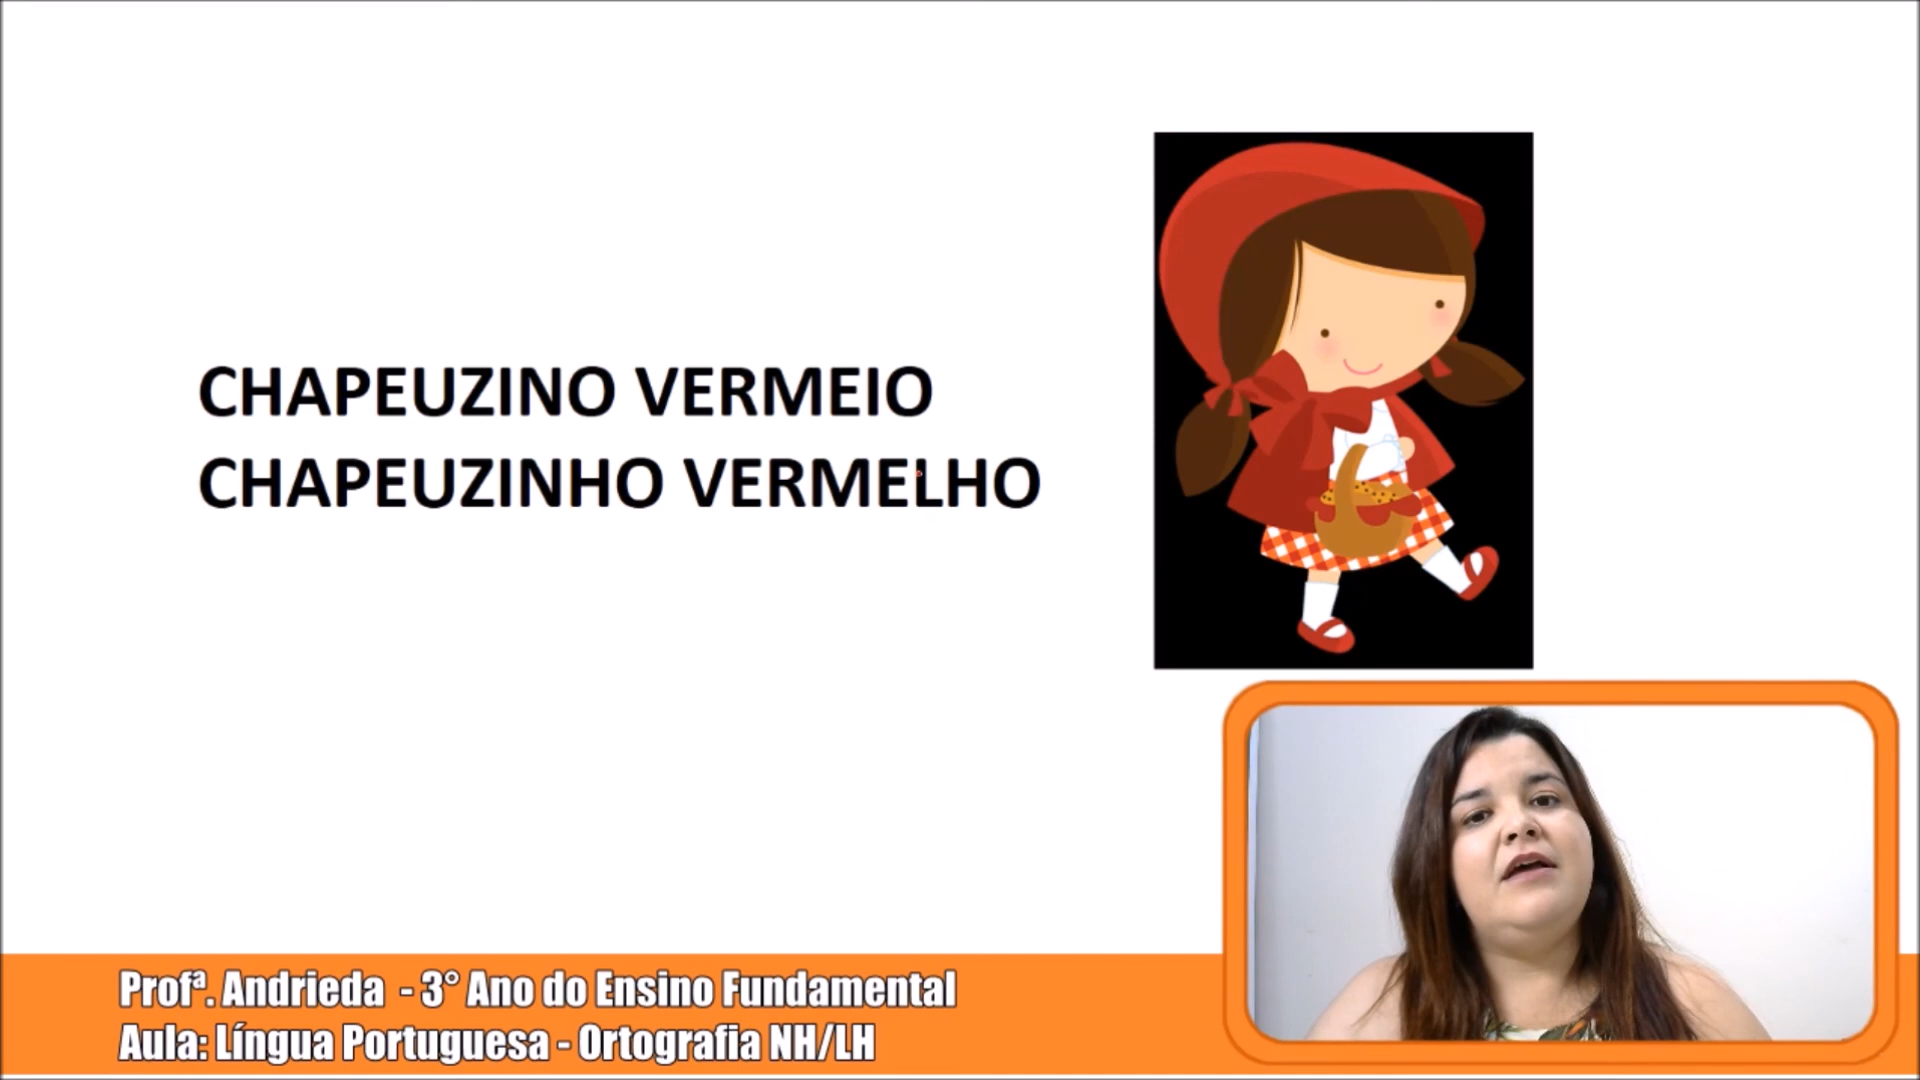 CHAPEUZINO VERMEIO
CHAPEUZINHO VERMELHO
Profª. Andrieda - 3° Ano do Ensino Fundamental
Aula: Língua Portuguesa - Ortografia NH/LH